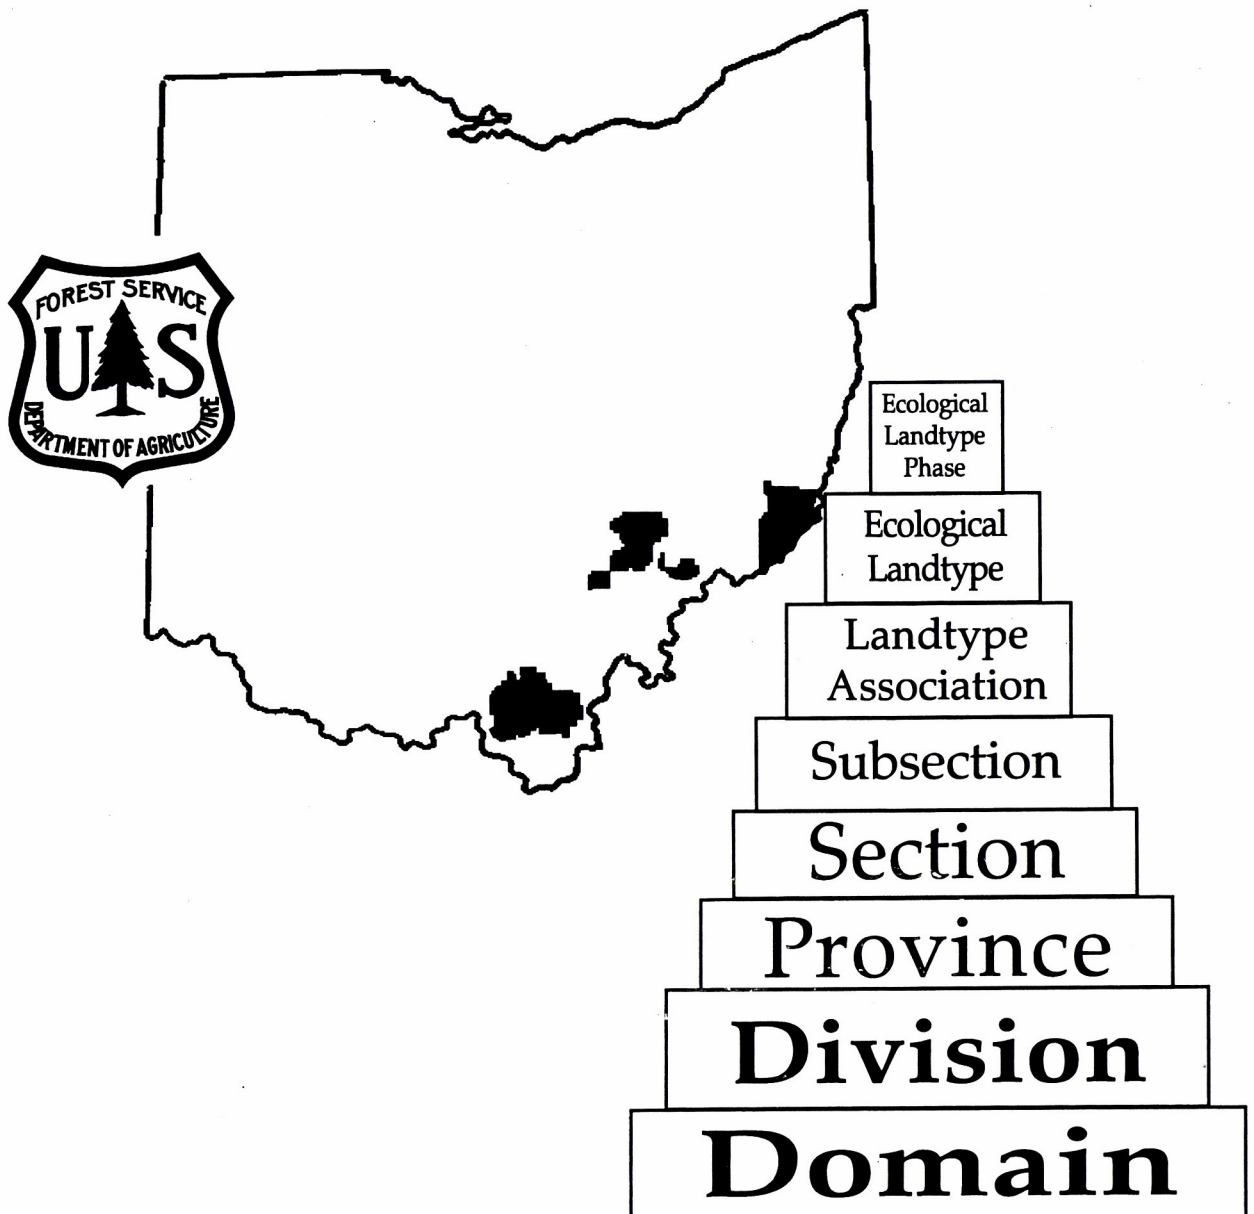 FOREST SERVICE
U S
DEPARTMENT OF AGRICULTURE
Ecological
Landtype
Phase
Ecological
Landtype
Landtype
Association
Subsection
Section
Province
Division
Domain